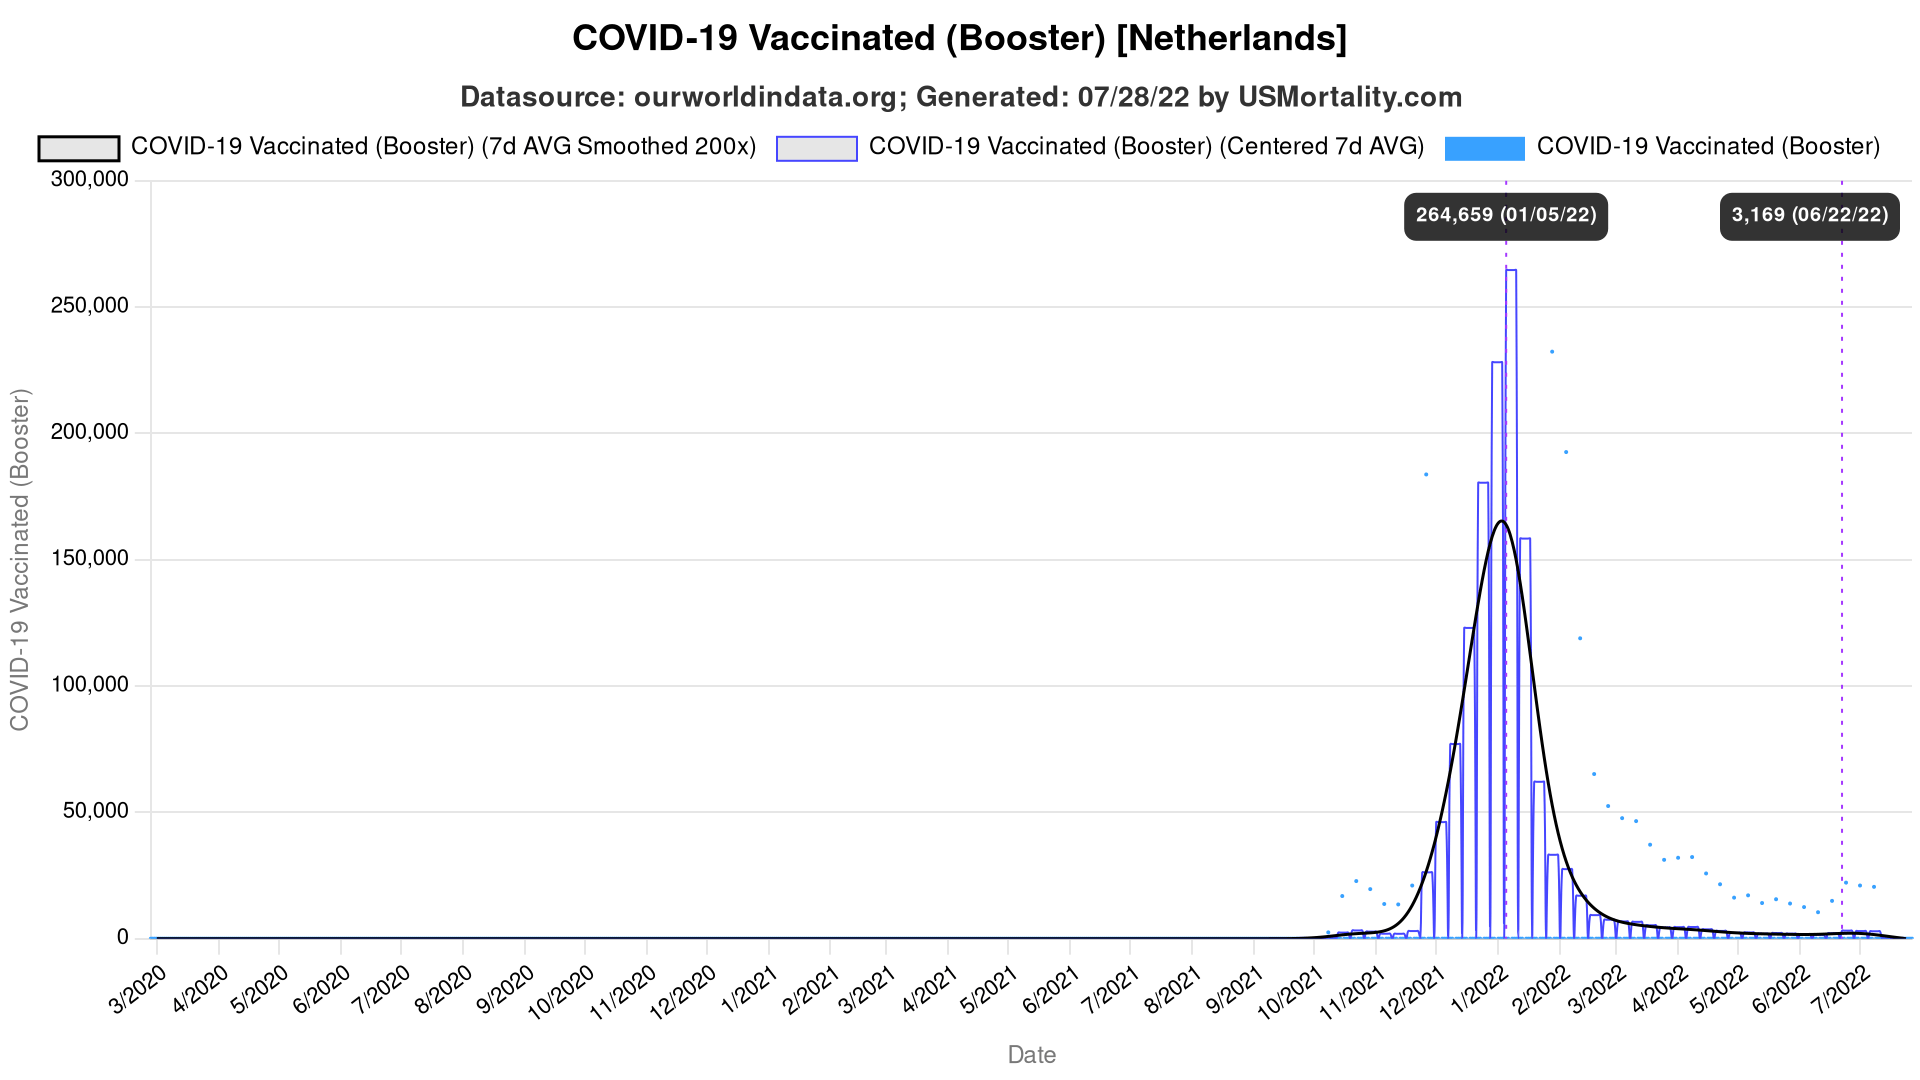 COVID-19 Vaccinated (Booster) [Netherlands]
Datasource: ourworldindata.org; Generated: 07/28/22 by USMortality.com
COVID-19 Vaccinated (Booster) (7d AVG Smoothed 200x) COVID-19 Vaccinated (Booster) (Centered 7d AVG) COVID-19 Vaccinated (Booster)
300,000
264,659 (01/05/22) 3,169 (06/22/22)
250,000
200,000
150,000
100,000
50,000
0
COVID-19 Vaccinated (Booster)
3/2020 4/2020 5/2020 6/2020 7/2020 8/2020 9/2020 10/2020 11/2020 12/2020 1/2021 2/2021 3/2021 4/2021 5/2021 6/2021 7/2021 8/2021 9/2021 10/2021 11/2021 12/2021 1/2022 2/2022 3/2022 4/2022 5/2022 6/2022 7/2022
Date